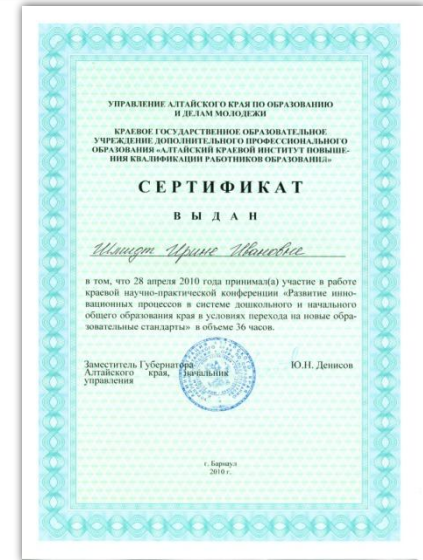 УПРАВЛЕНИЕ АЛТАЙСКОГО КРАЯ ПО ОБРАЗОВАНИЮ
И ДЕЛАМ МОЛОДЕЖИ
КРАЕВОЕ ГОСУДАРСТВЕННОЕ ОБРАЗОВАТЕЛЬНОЕ
УЧРЕЖДЕНИЕ ДОПОЛНИТЕЛЬНОГО ПРОФЕССИОНАЛЬНОГО
ОБРАЗОВАНИЯ «АЛТАЙСКИЙ КРАЕВОЙ ИНСТИТУТ ПОВЫШЕ-
НИЯ КВАЛИФИКАЦИИ РАБОТНИКОВ ОБРАЗОВАНИЯ»
СЕРТИФИКАТ
ВЫДАН
Шмидт Ирине Ивановне
в том, что 28 апреля 2010 года принимал(а) участие в работе
краевой научно-практической конференции «Развитие инно-
вационных процессов в системе дошкольного и начального
общего образования края в условиях перехода на новые обра-
зовательные стандарты» в объеме 36 часов.
Заместитель Губернатора
Алтайского края, начальник
управления
Ю.Н. Денисов
г. Барнаул
2010 г.